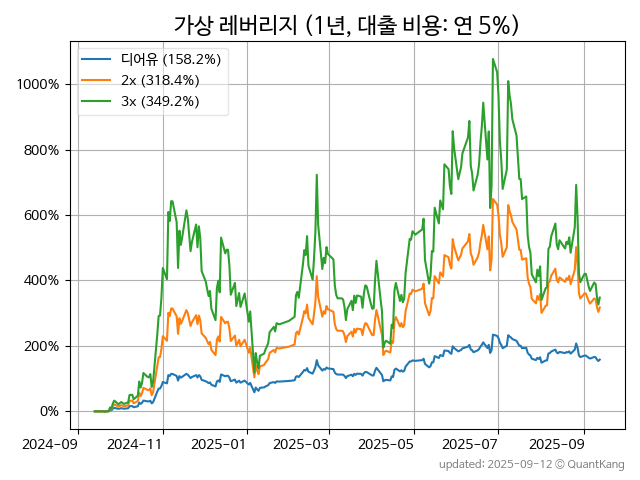 가상 레버리지 (1년, 대출 비용: 연 5%)
디어유 (158.2%)
2x (318.4%)
3x (349.2%)
1000%
800%
600%
400%
200%
0%
2024-09 2024-11 2025-01 2025-03 2025-05 2025-07 2025-09
updated: 2025-09-12 © QuantKang